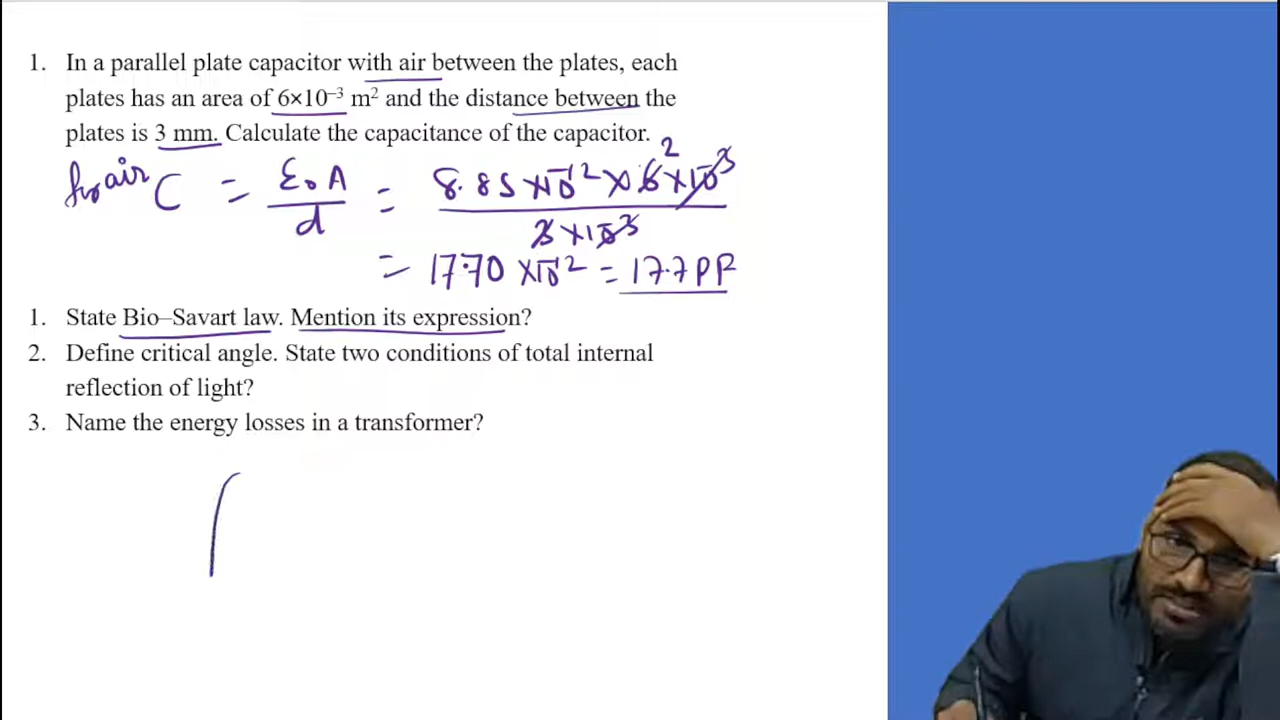 1. In a parallel plate capacitor with air between the plates, each
plates has an area of 6×10⁻³ m² and the distance between the
plates is 3 mm. Calculate the capacitance of the capacitor.
for air C = ε₀A/d = 8.85×10⁻¹²×6×10⁻³ / 3×10⁻³
2
= 17.70×10⁻¹² = 17.7 PF
1. State Bio–Savart law. Mention its expression?
2. Define critical angle. State two conditions of total internal
reflection of light?
3. Name the energy losses in a transformer?